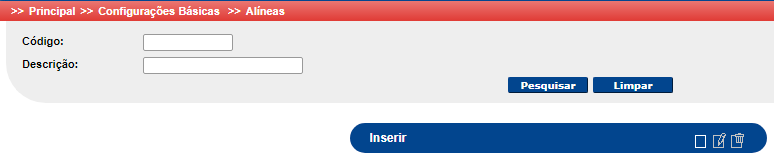 >> Principal >> Configurações Básicas >> Alíneas
Código:
Descrição:
Pesquisar Limpar
Inserir